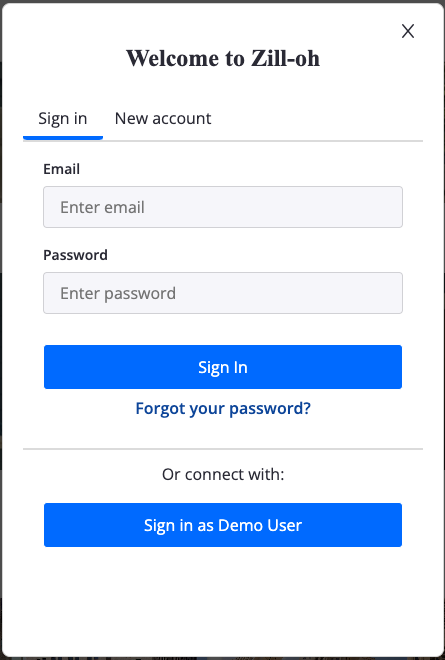 Welcome to Zill-oh
Sign in New account
Email
Enter email
Password
Enter password
Sign In
Forgot your password?
Or connect with:
Sign in as Demo User